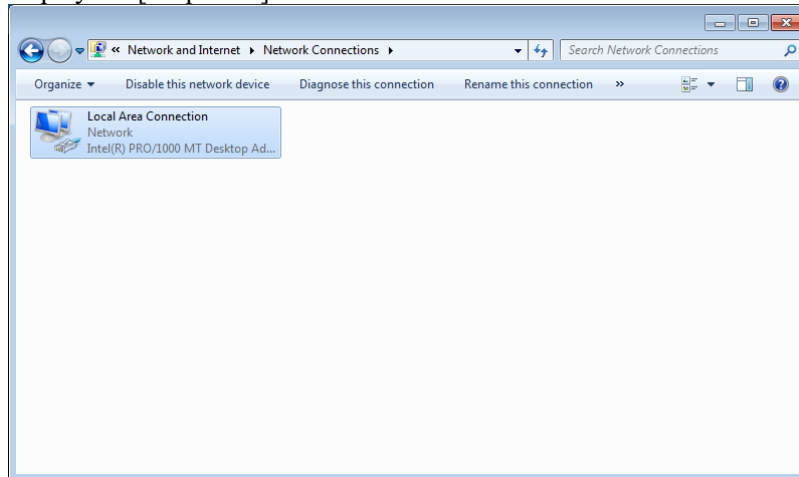 « Network and Internet ▸ Network Connections ▸ Search Network Connections
Organize ▾ Disable this network device Diagnose this connection Rename this connection »
Local Area Connection
Network
Intel(R) PRO/1000 MT Desktop Ad...